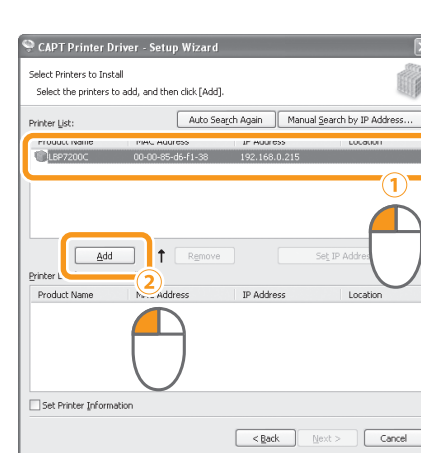 CAPT Printer Driver - Setup Wizard
Select Printers to Install
Select the printers to add, and then click [Add].
Printer List: Auto Search Again Manual Search by IP Address...
Product Name MAC Address IP Address Location
LBP7200C 00-00-85-d6-f1-38 192.168.0.215
1
Add ↑ Remove Set IP Addre
2
Printer L
Product Name MAC Address IP Address Location
Set Printer Information
< Back Next > Cancel